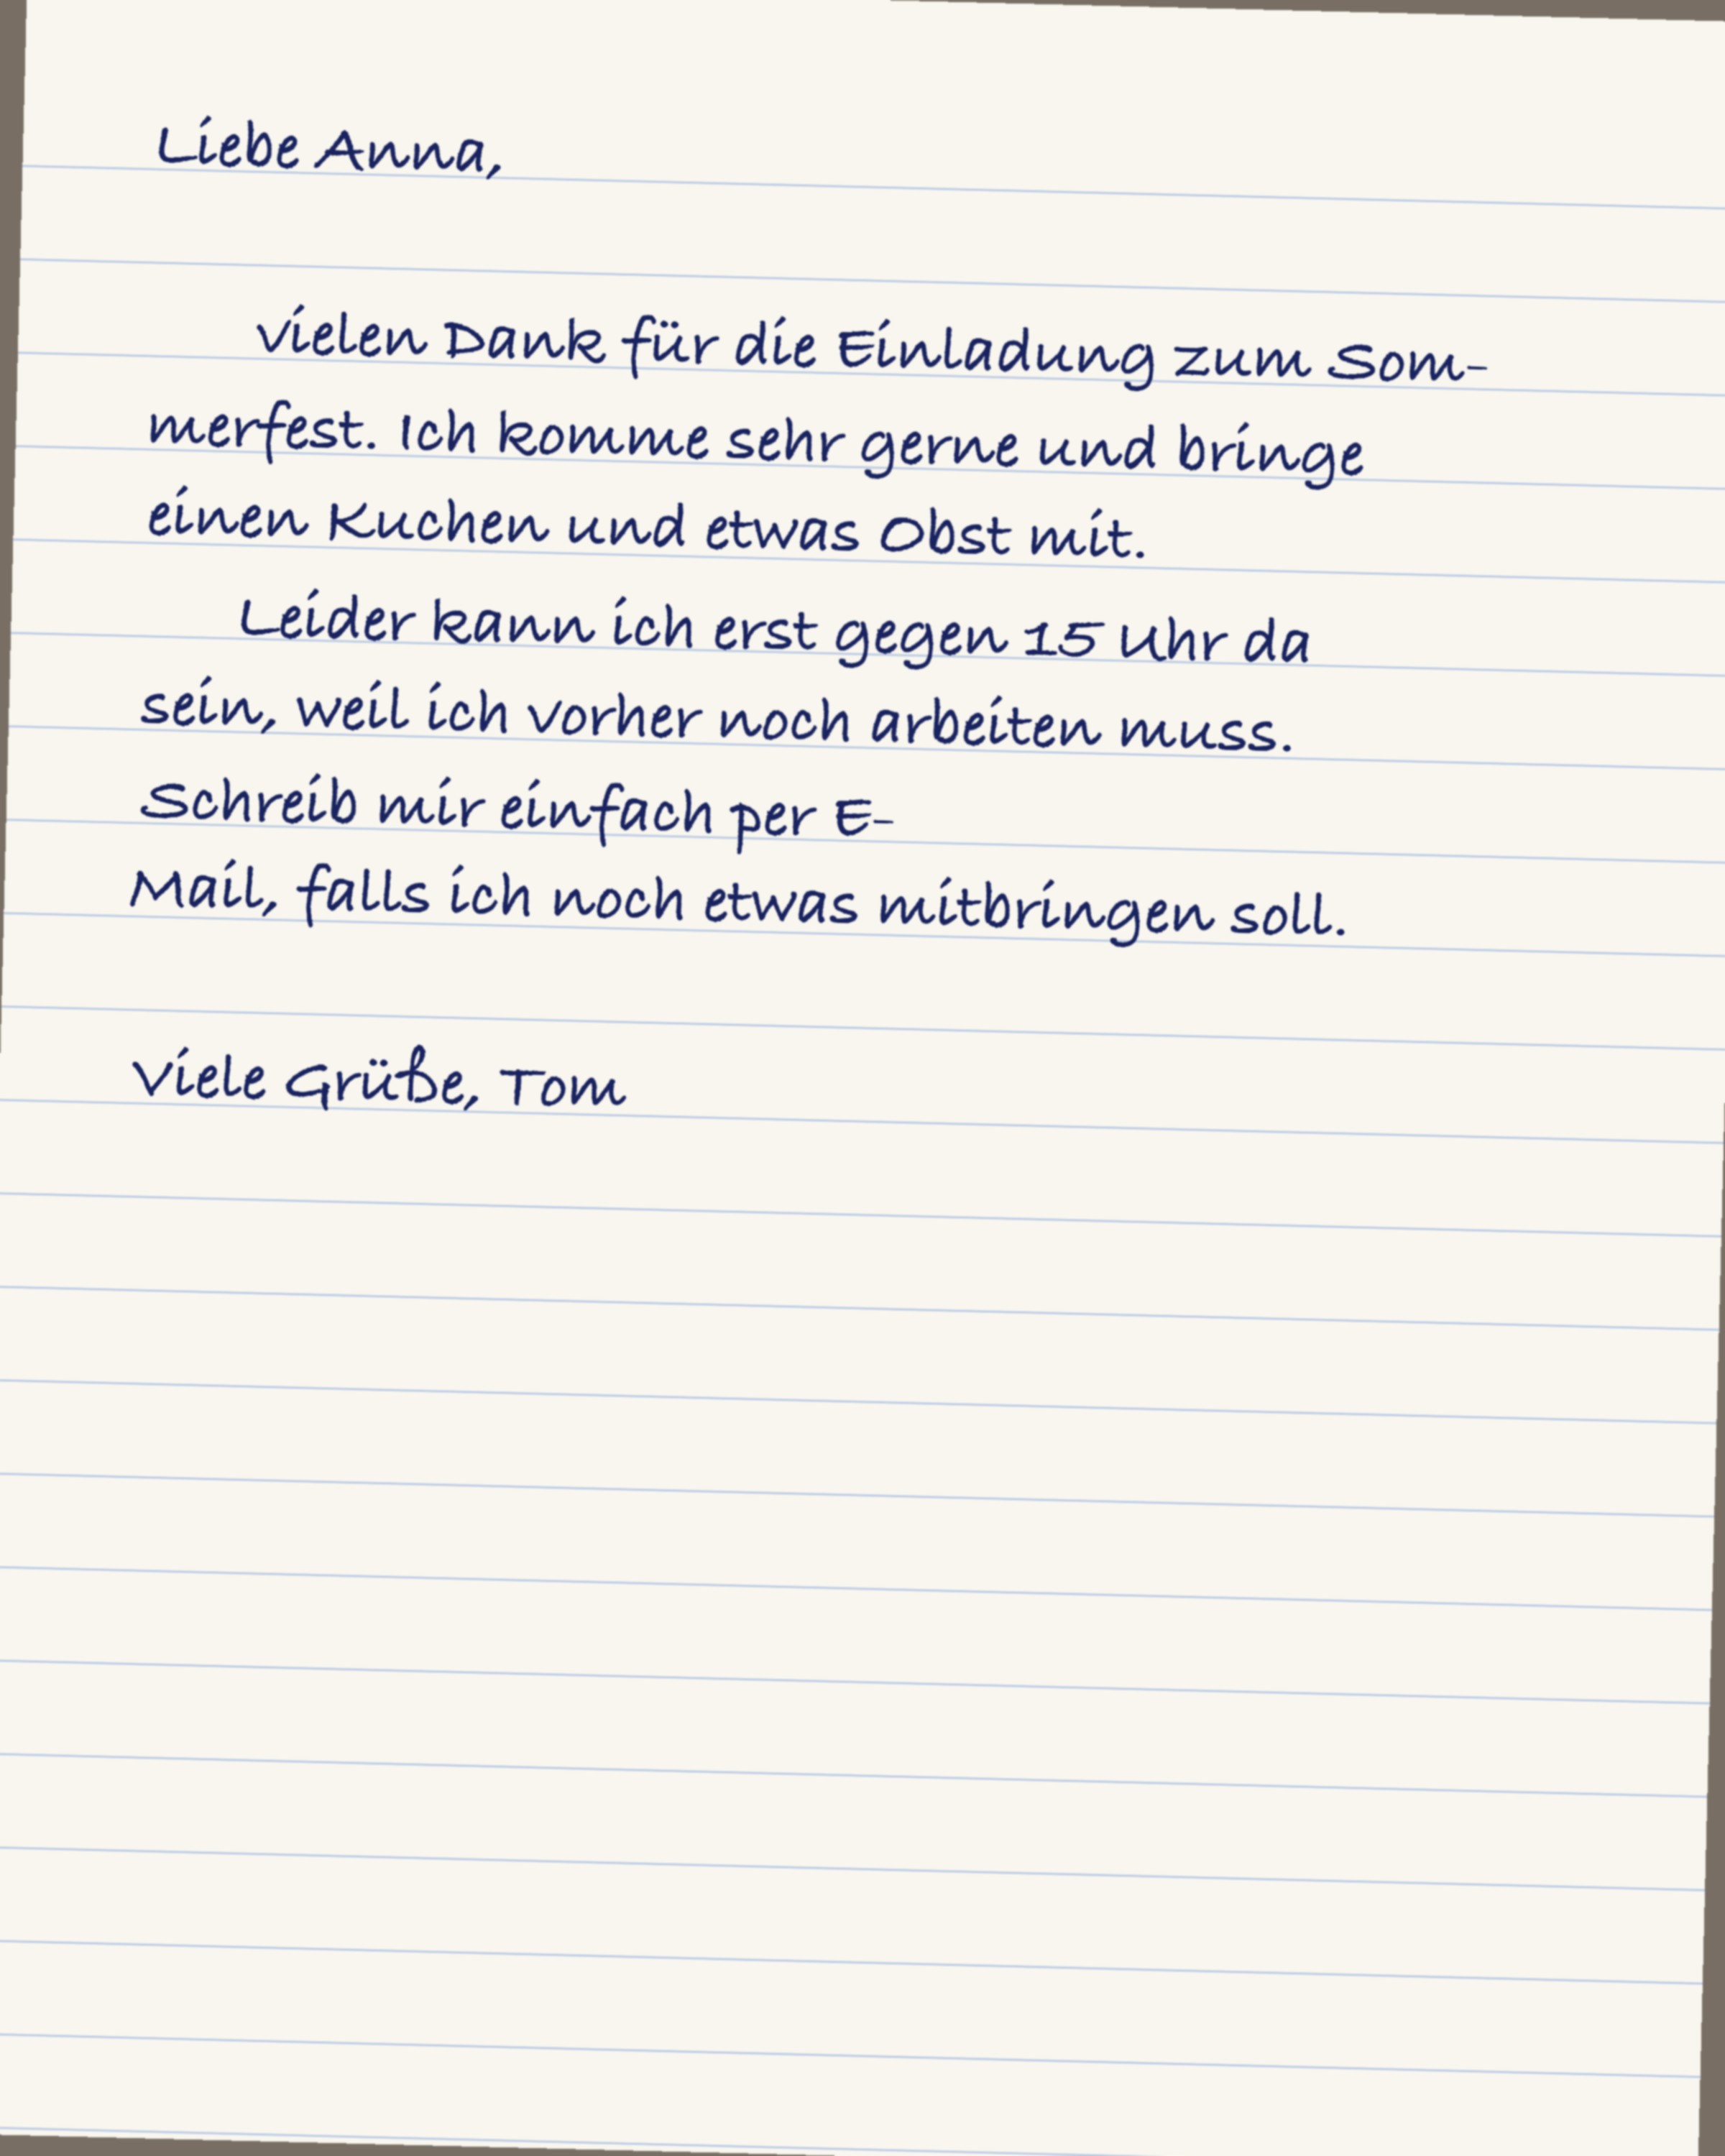 Liebe Anna,
vielen Dank für die Einladung zum Som-
merfest. Ich komme sehr gerne und bringe
einen Kuchen und etwas Obst mit.
Leider kann ich erst gegen 15 Uhr da
sein, weil ich vorher noch arbeiten muss.
Schreib mir einfach per E-
Mail, falls ich noch etwas mitbringen soll.
Viele Grüße, Tom